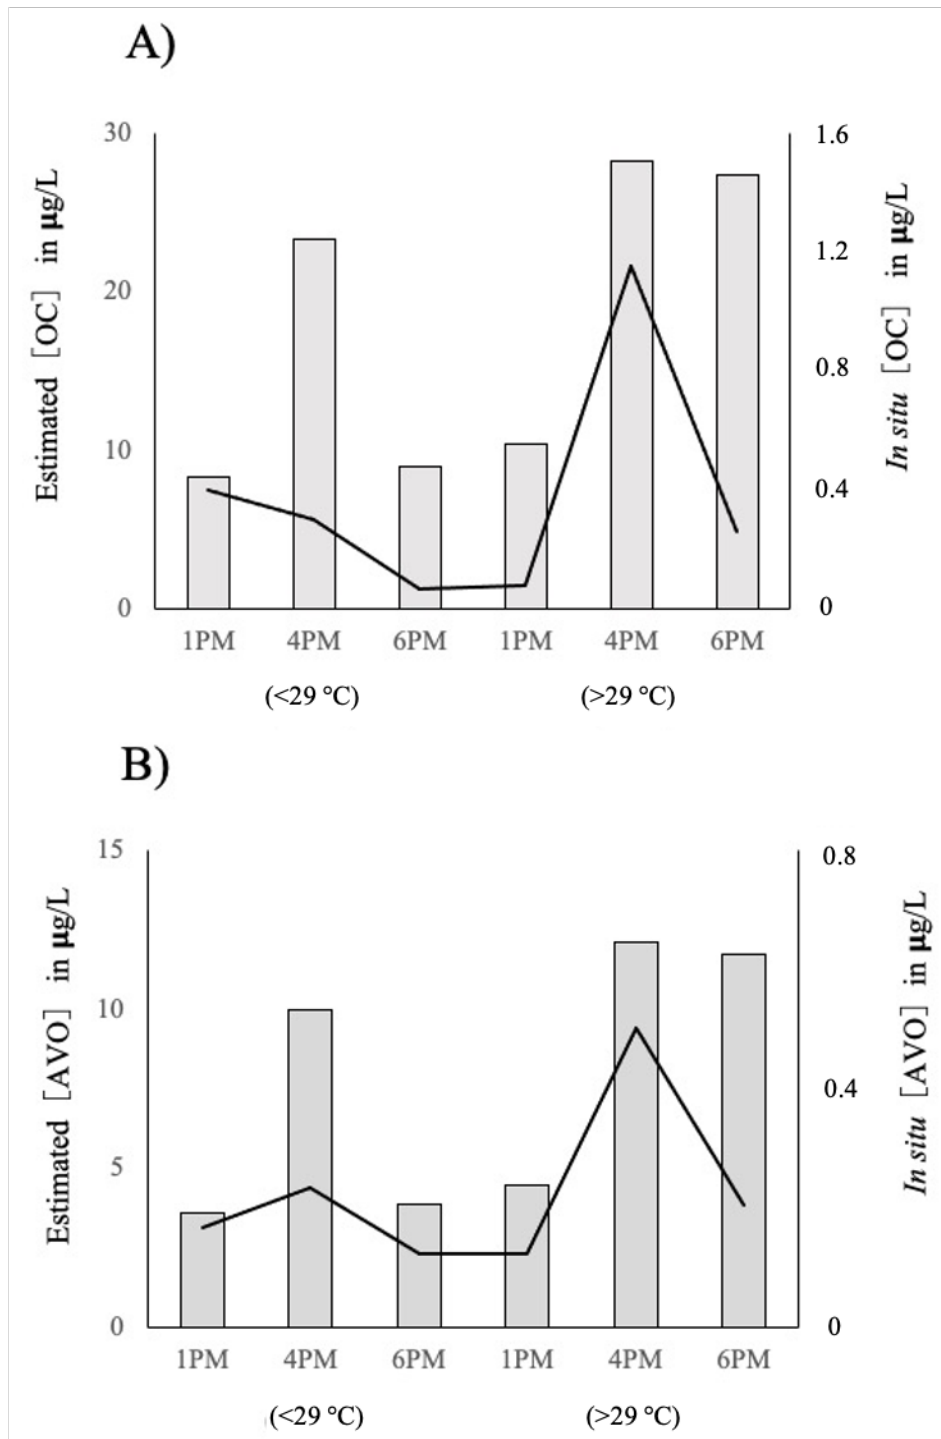 A)
Estimated [OC] in µg/L
30
20
10
0
1.6
1.2
0.8
0.4
0
In situ [OC] in µg/L
1PM 4PM 6PM 1PM 4PM 6PM
(<29 °C) (>29 °C)
B)
Estimated [AVO] in µg/L
15
10
5
0
0.8
0.4
0
In situ [AVO] in µg/L
1PM 4PM 6PM 1PM 4PM 6PM
(<29 °C) (>29 °C)